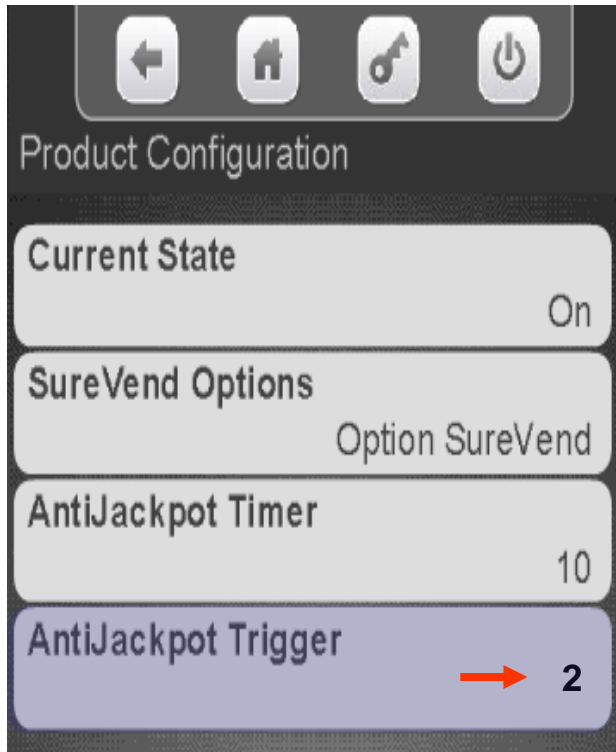 Product Configuration
Current State
On
SureVend Options
Option SureVend
AntiJackpot Timer
10
AntiJackpot Trigger
2